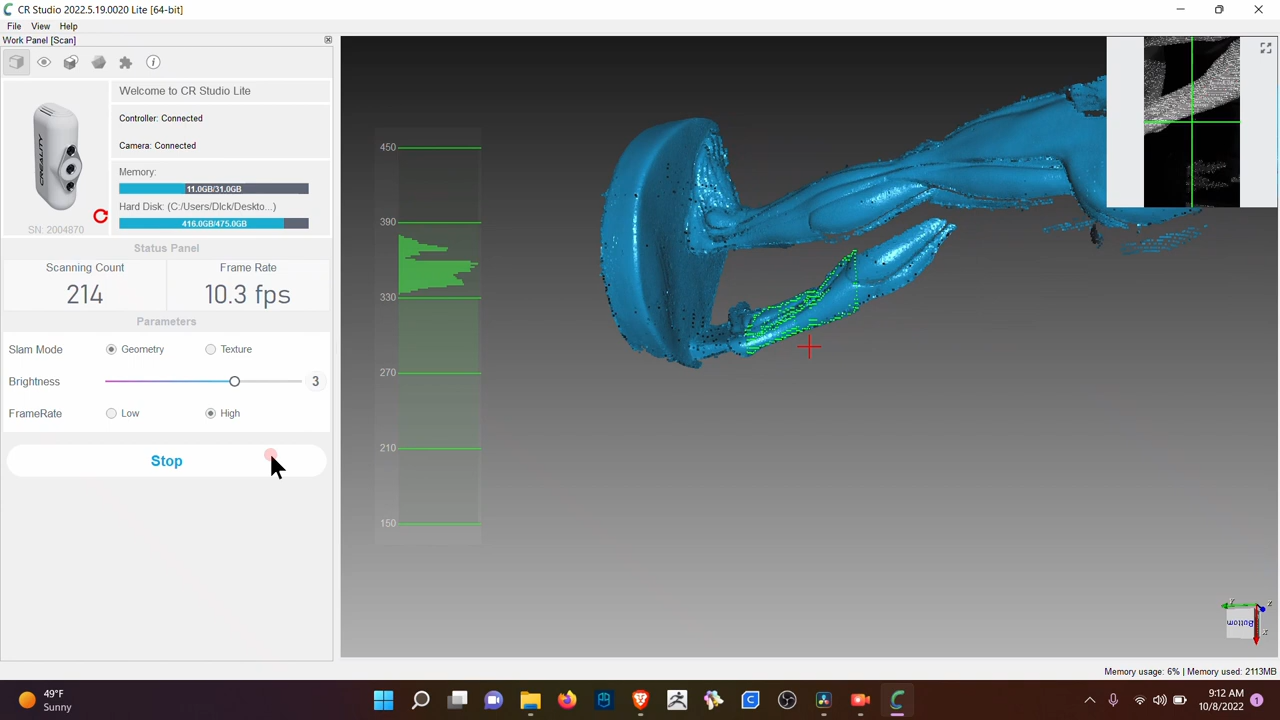 CR Studio 2022.5.19.0020 Lite [64-bit]
File View Help
Work Panel [Scan]
Welcome to CR Studio Lite
Controller: Connected
Camera: Connected
Memory:
11.0GB/31.0GB
Hard Disk: (C:/Users/DIck/Deskto...)
416.0GB/475.0GB
CREALITY
SN: 2004870
Status Panel
Scanning Count Frame Rate
214 10.3 fps
Parameters
Slam Mode Geometry Texture
Brightness 3
FrameRate Low High
Stop
450
390
330
270
210
150
Y Z
Bottom
X
Memory usage: 6% | Memory used: 2113MB
49°F
Sunny
9:12 AM
10/8/2022
1